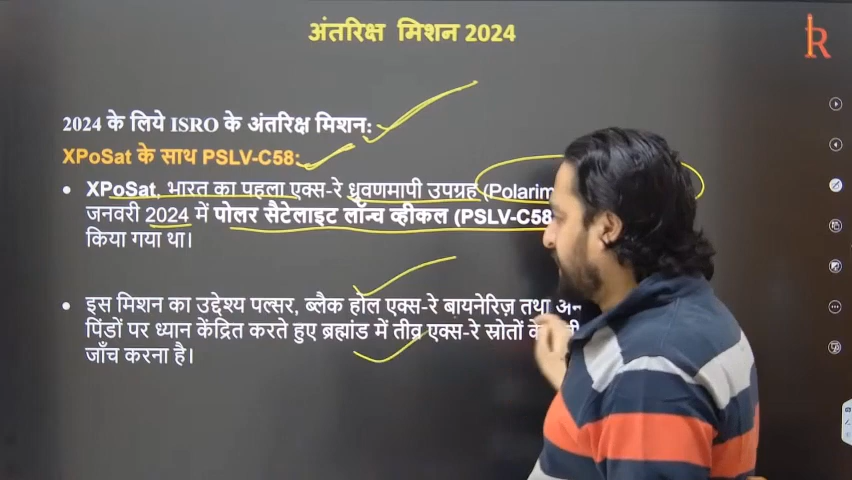 अंतरिक्ष मिशन 2024
R
2024 के लिये ISRO के अंतरिक्ष मिशन:
XPoSat के साथ PSLV-C58:
• XPoSat, भारत का पहला एक्स-रे ध्रुवणमापी उपग्रह
जनवरी 2024 में पोलर सैटेलाइट लॉन्च व्हीकल (PSLV-C58
किया गया था।
• इस मिशन का उद्देश्य पल्सर, ब्लैक होल एक्स-रे बायनेरिज़ तथा
पिंडों पर ध्यान केंद्रित करते हुए ब्रह्मांड में तीव्र एक्स-रे स्रोतों
जाँच करना है।